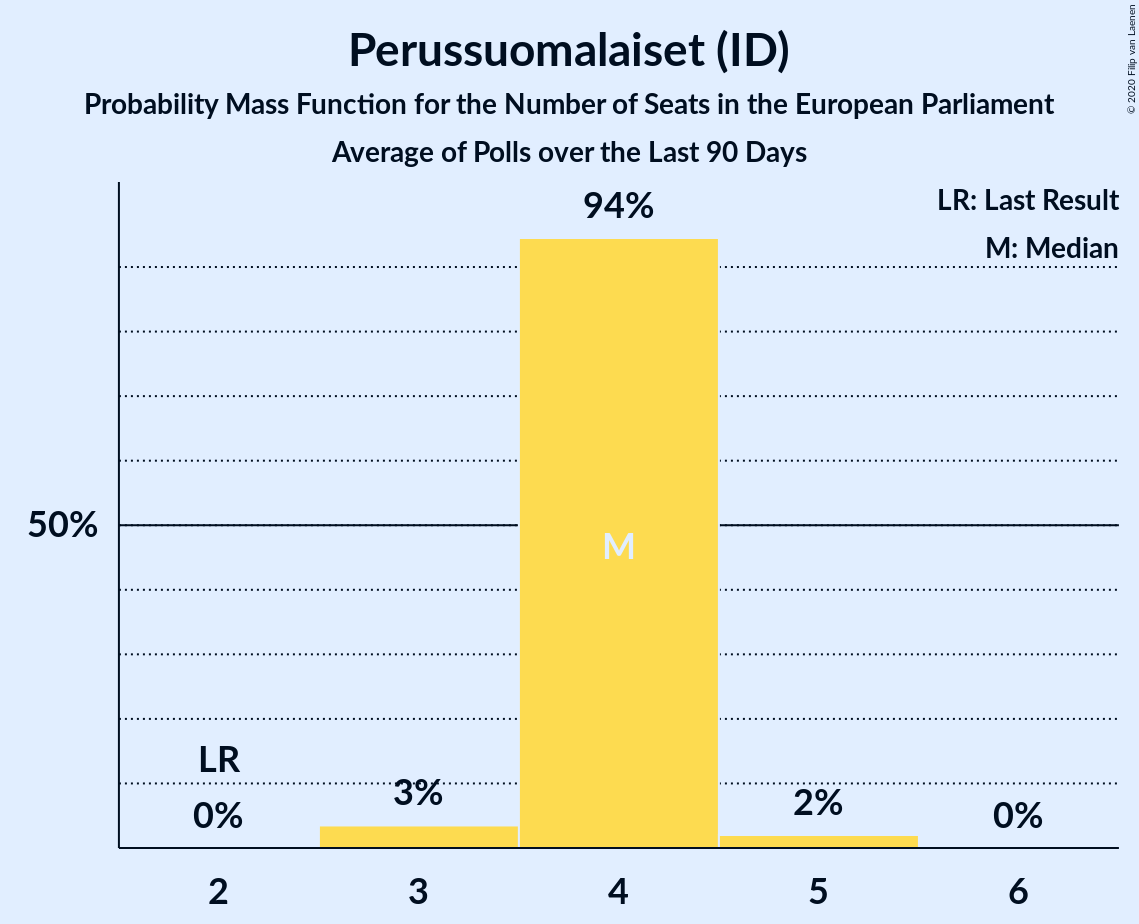 Perussuomalaiset (ID)
Probability Mass Function for the Number of Seats in the European Parliament
Average of Polls over the Last 90 Days
© 2020 Filip van Laenen
LR: Last Result
M: Median
94%
50%
M
LR
0%
3%
2%
0%
2 3 4 5 6